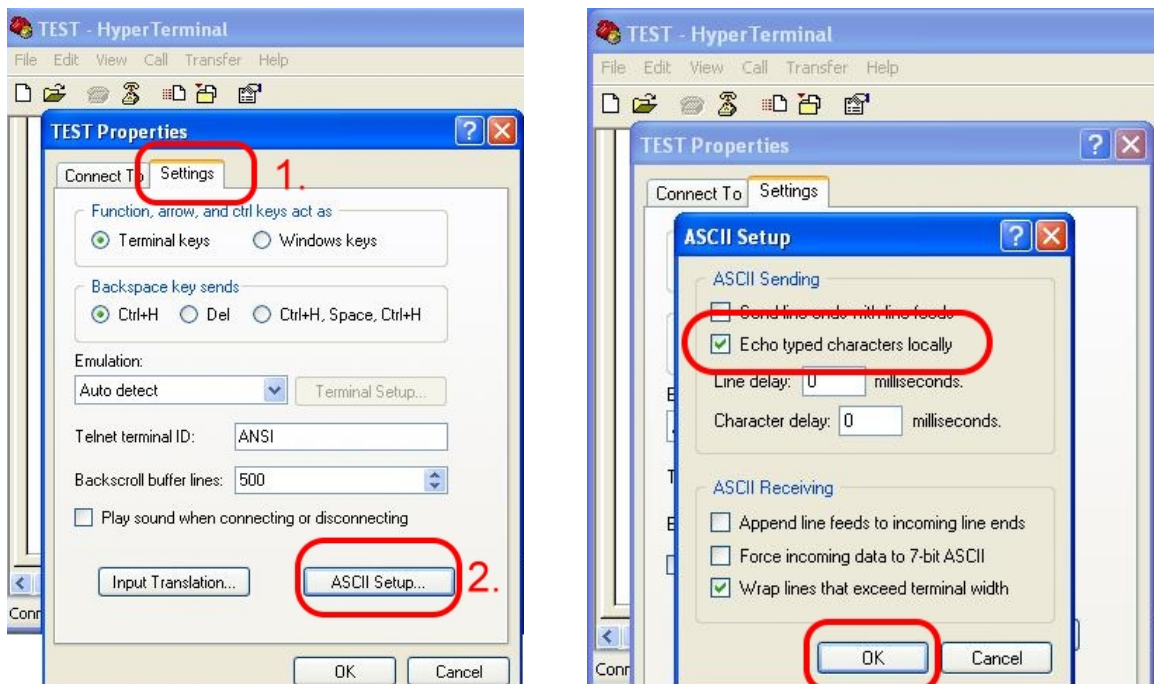 TEST - HyperTerminal
File Edit View Call Transfer Help
TEST Properties
Connect To Settings
1.
Function, arrow, and ctrl keys act as
Terminal keys Windows keys
Backspace key sends
Ctrl+H Del Ctrl+H, Space, Ctrl+H
Emulation:
Auto detect Terminal Setup...
Telnet terminal ID: ANSI
Backscroll buffer lines: 500
Play sound when connecting or disconnecting
Input Translation... ASCII Setup... 2.
Conn
OK Cancel
TEST - HyperTerminal
File Edit View Call Transfer Help
TEST Properties
Connect To Settings
ASCII Setup
ASCII Sending
Send line ends with line feeds
Echo typed characters locally
Line delay: 0 milliseconds.
Character delay: 0 milliseconds.
ASCII Receiving
Append line feeds to incoming line ends
Force incoming data to 7-bit ASCII
Wrap lines that exceed terminal width
OK Cancel
Conn